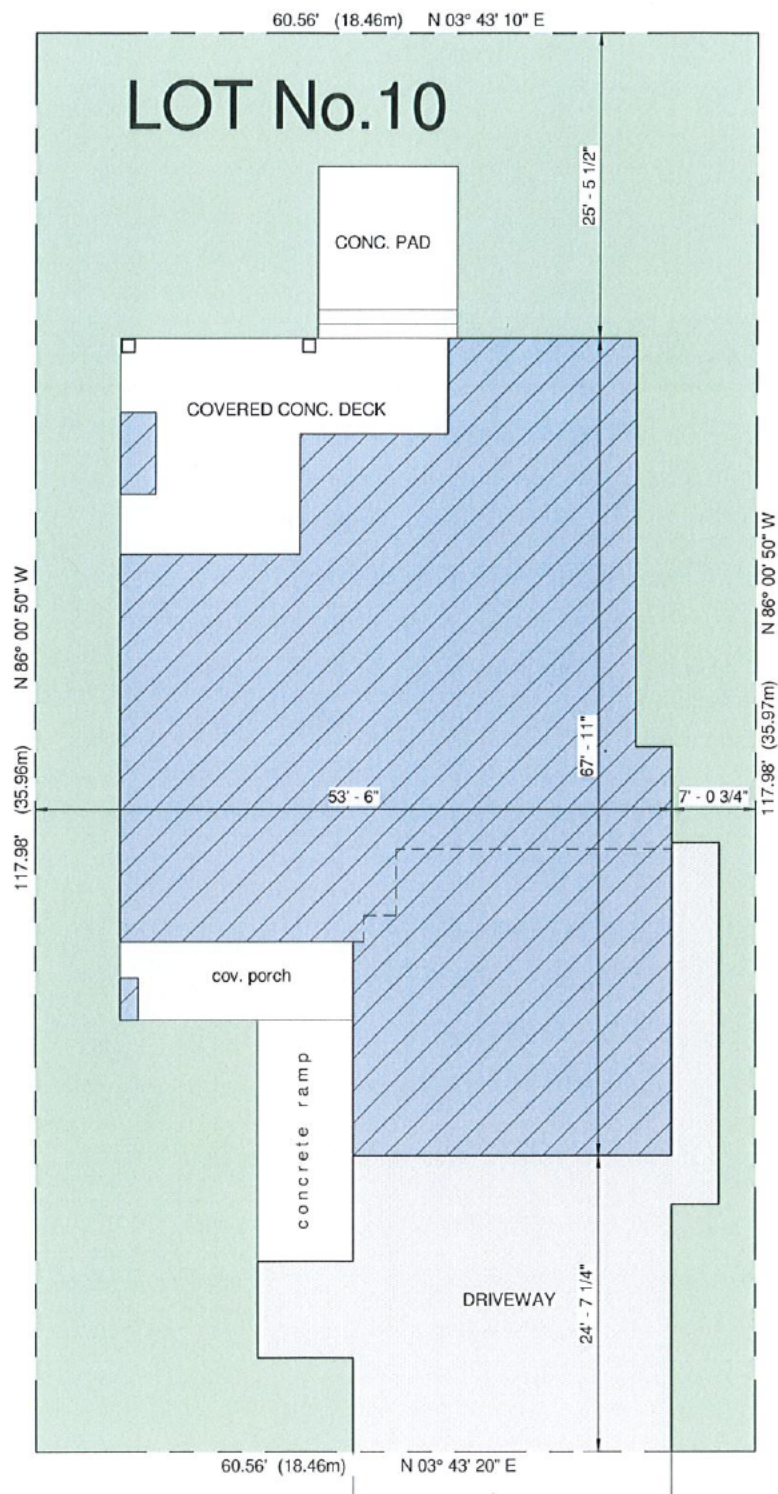 60.56' (18.46m) N 03° 43' 10" E
LOT No.10
25' - 5 1/2"
CONC. PAD
COVERED CONC. DECK
N 86° 00' 50" W
117.98' (35.96m)
N 86° 00' 50" W
117.98' (35.97m)
67' - 11"
53' - 6"
7' - 0 3/4"
cov. porch
concrete ramp
DRIVEWAY
24' - 7 1/4"
60.56' (18.46m) N 03° 43' 20" E